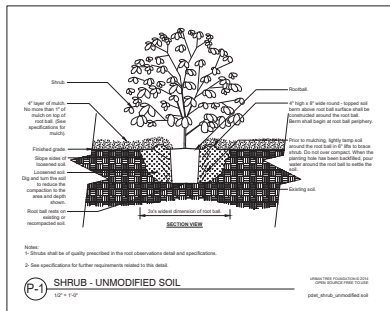 Shrub.
4" layer of mulch.
No more than 1" of
mulch on top of
root ball. (See
specifications for
mulch).
Finished grade.
Slope sides of
loosened soil.
Loosened soil.
Dig and turn the soil
to reduce the
compaction to the
area and depth
shown.
Root ball rests on
existing or
recompacted soil.
Rootball.
4" high x 8" wide round - topped soil
berm above root ball surface shall be
constructed around the root ball.
Berm shall begin at root ball periphery.
Prior to mulching, lightly tamp soil
around the root ball in 6" lifts to brace
shrub. Do not over compact. When the
planting hole has been backfilled, pour
water around the root ball to settle the
soil.
Existing soil.
3x's widest dimension of root ball.
SECTION VIEW
Notes:
1- Shrubs shall be of quality prescribed in the root observations detail and specifications.
2- See specifications for further requirements related to this detail.
P-1
SHRUB - UNMODIFIED SOIL
1/2" = 1'-0"
URBAN TREE FOUNDATION © 2014
OPEN SOURCE FREE TO USE
pdet_shrub_unmodified soil